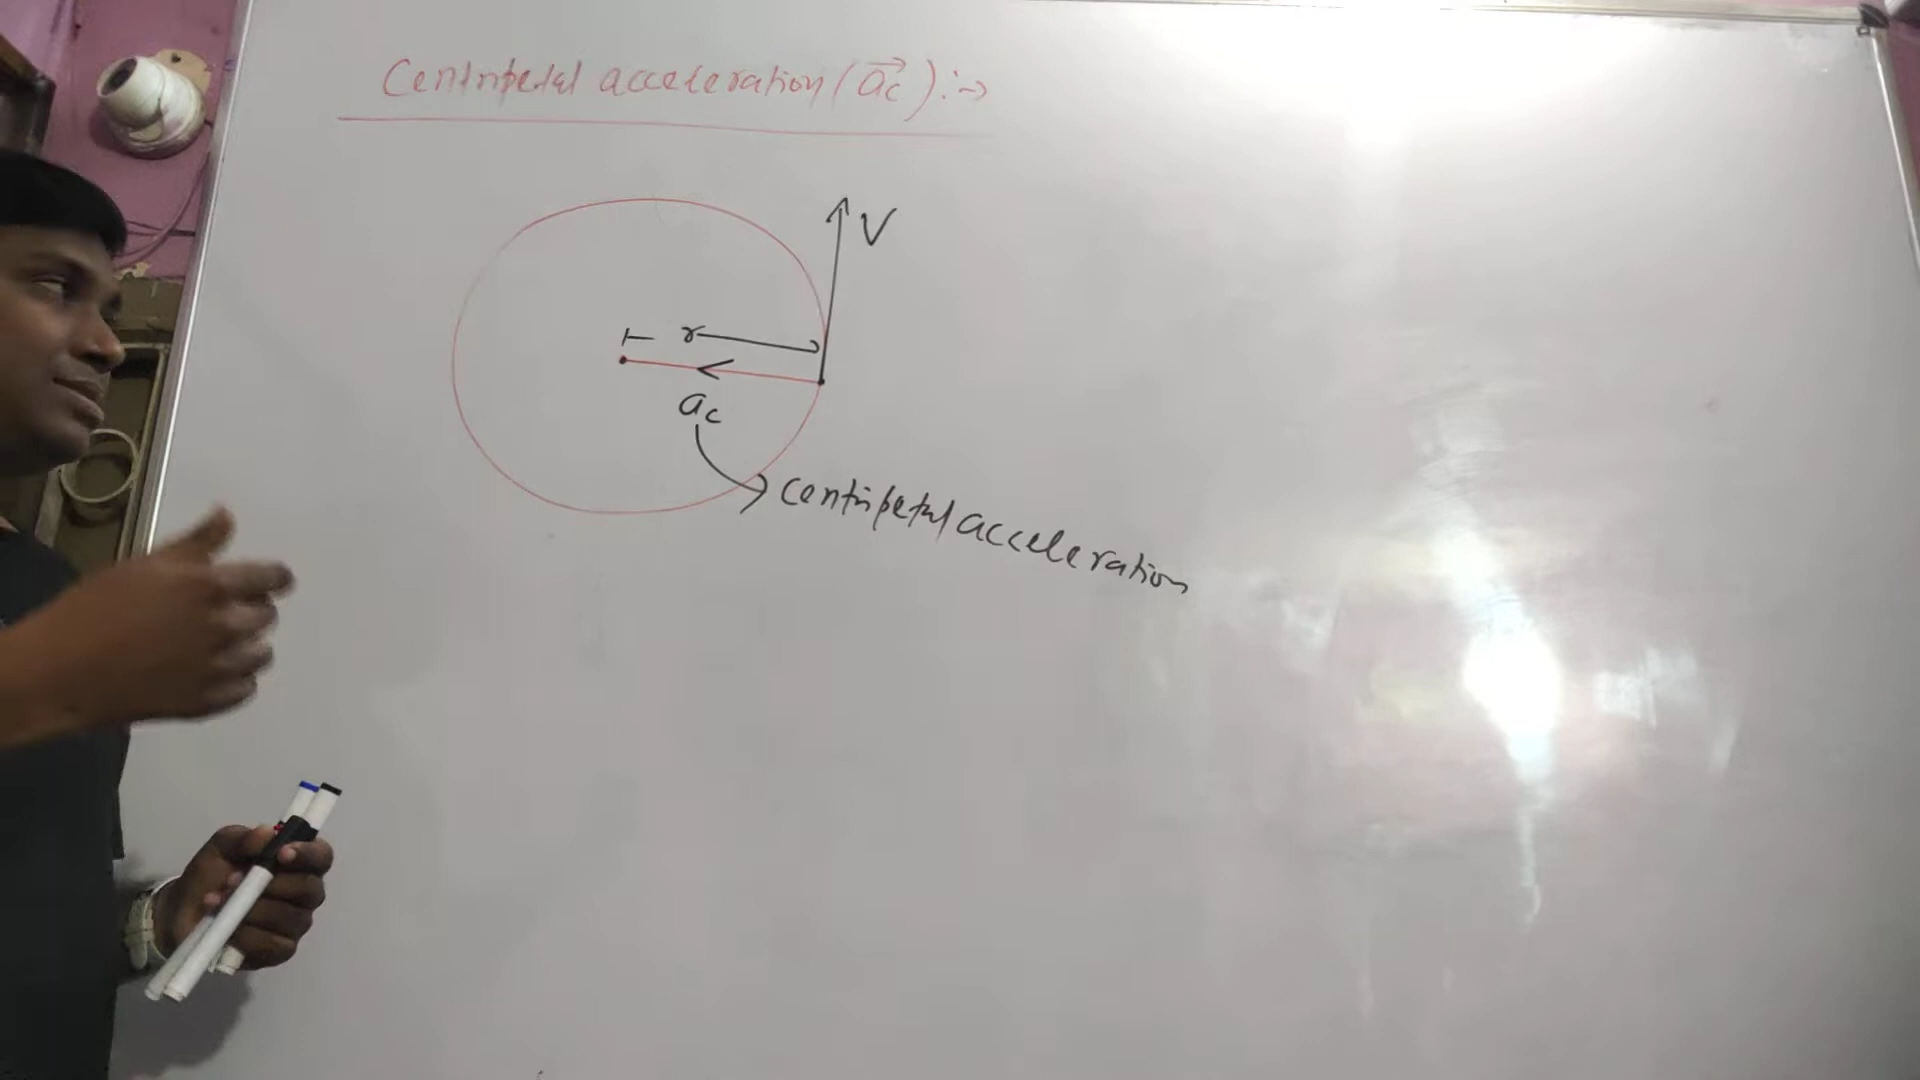 Centripetal acceleration (a⃗c) :->
V
r
ac
centripetal acceleration